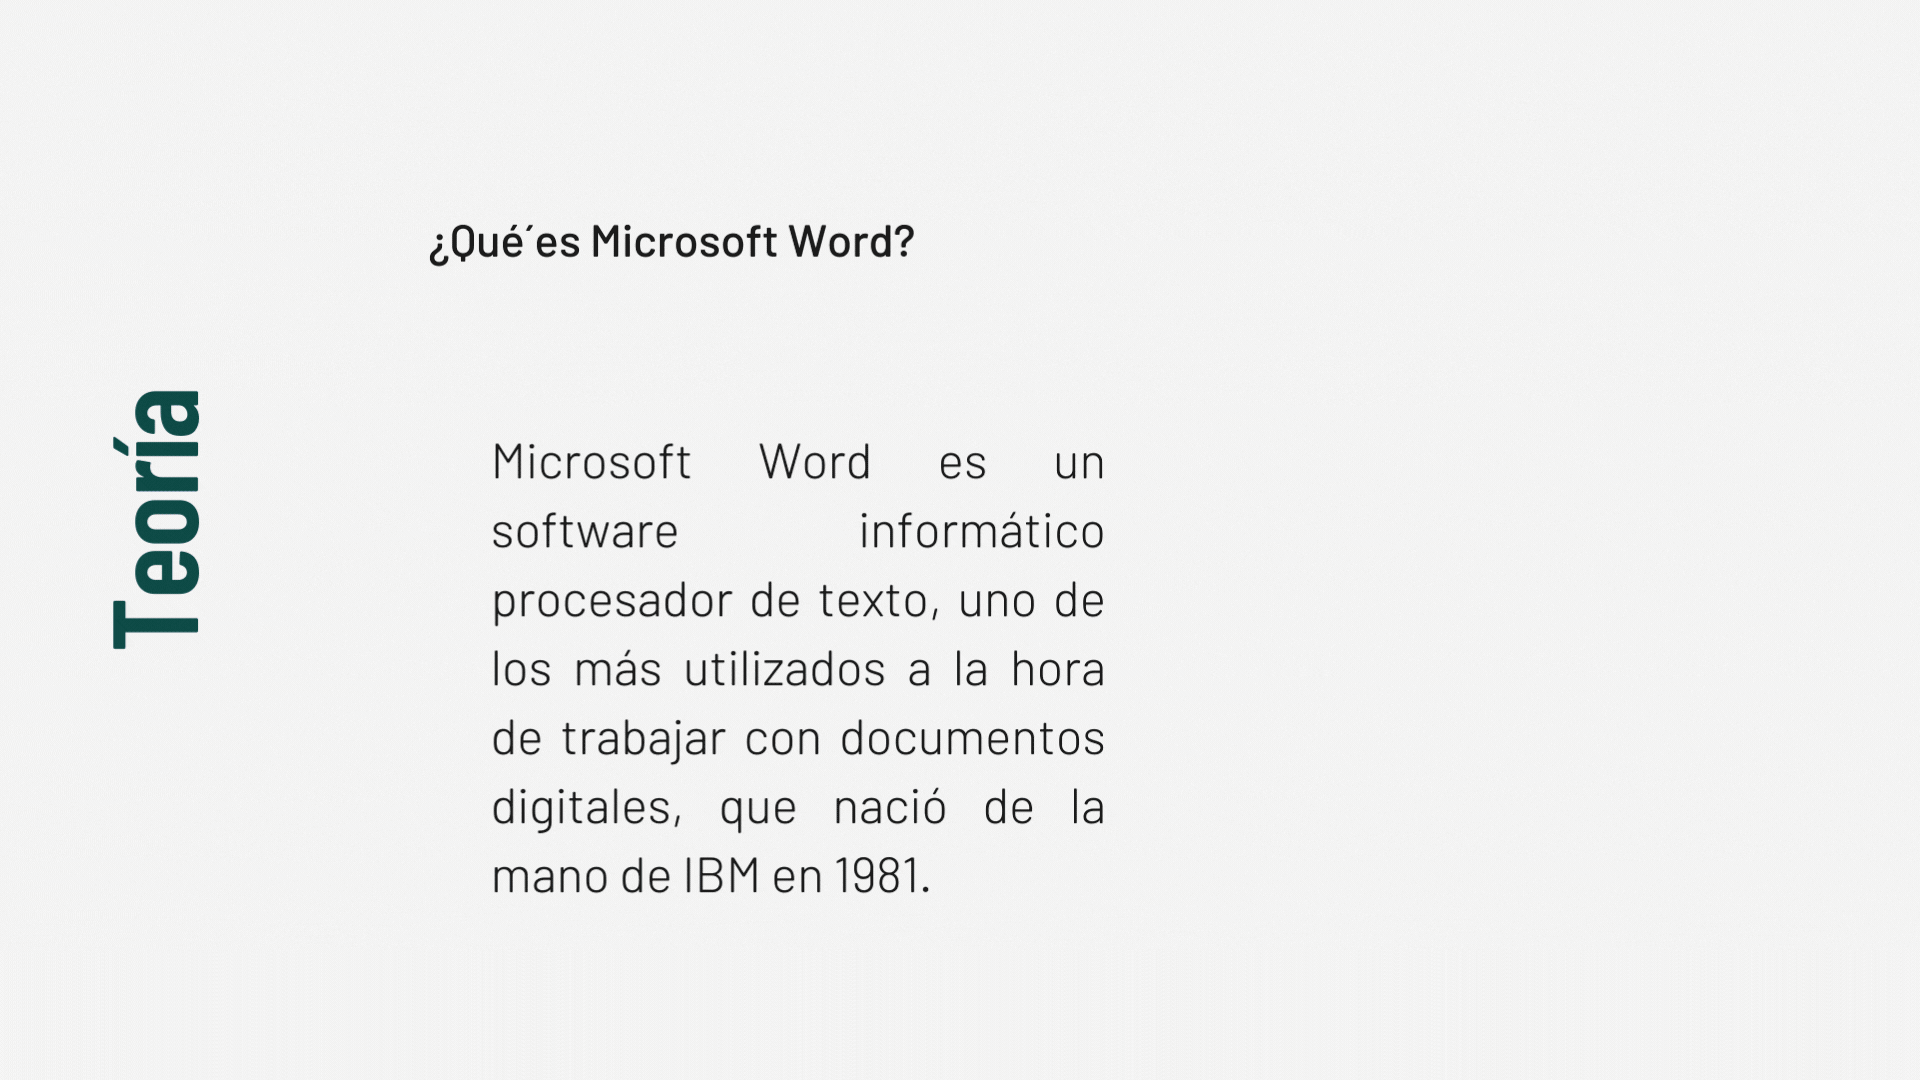 ¿Qué´es Microsoft Word?
Teoría
Microsoft Word es un
software informático
procesador de texto, uno de
los más utilizados a la hora
de trabajar con documentos
digitales, que nació de la
mano de IBM en 1981.